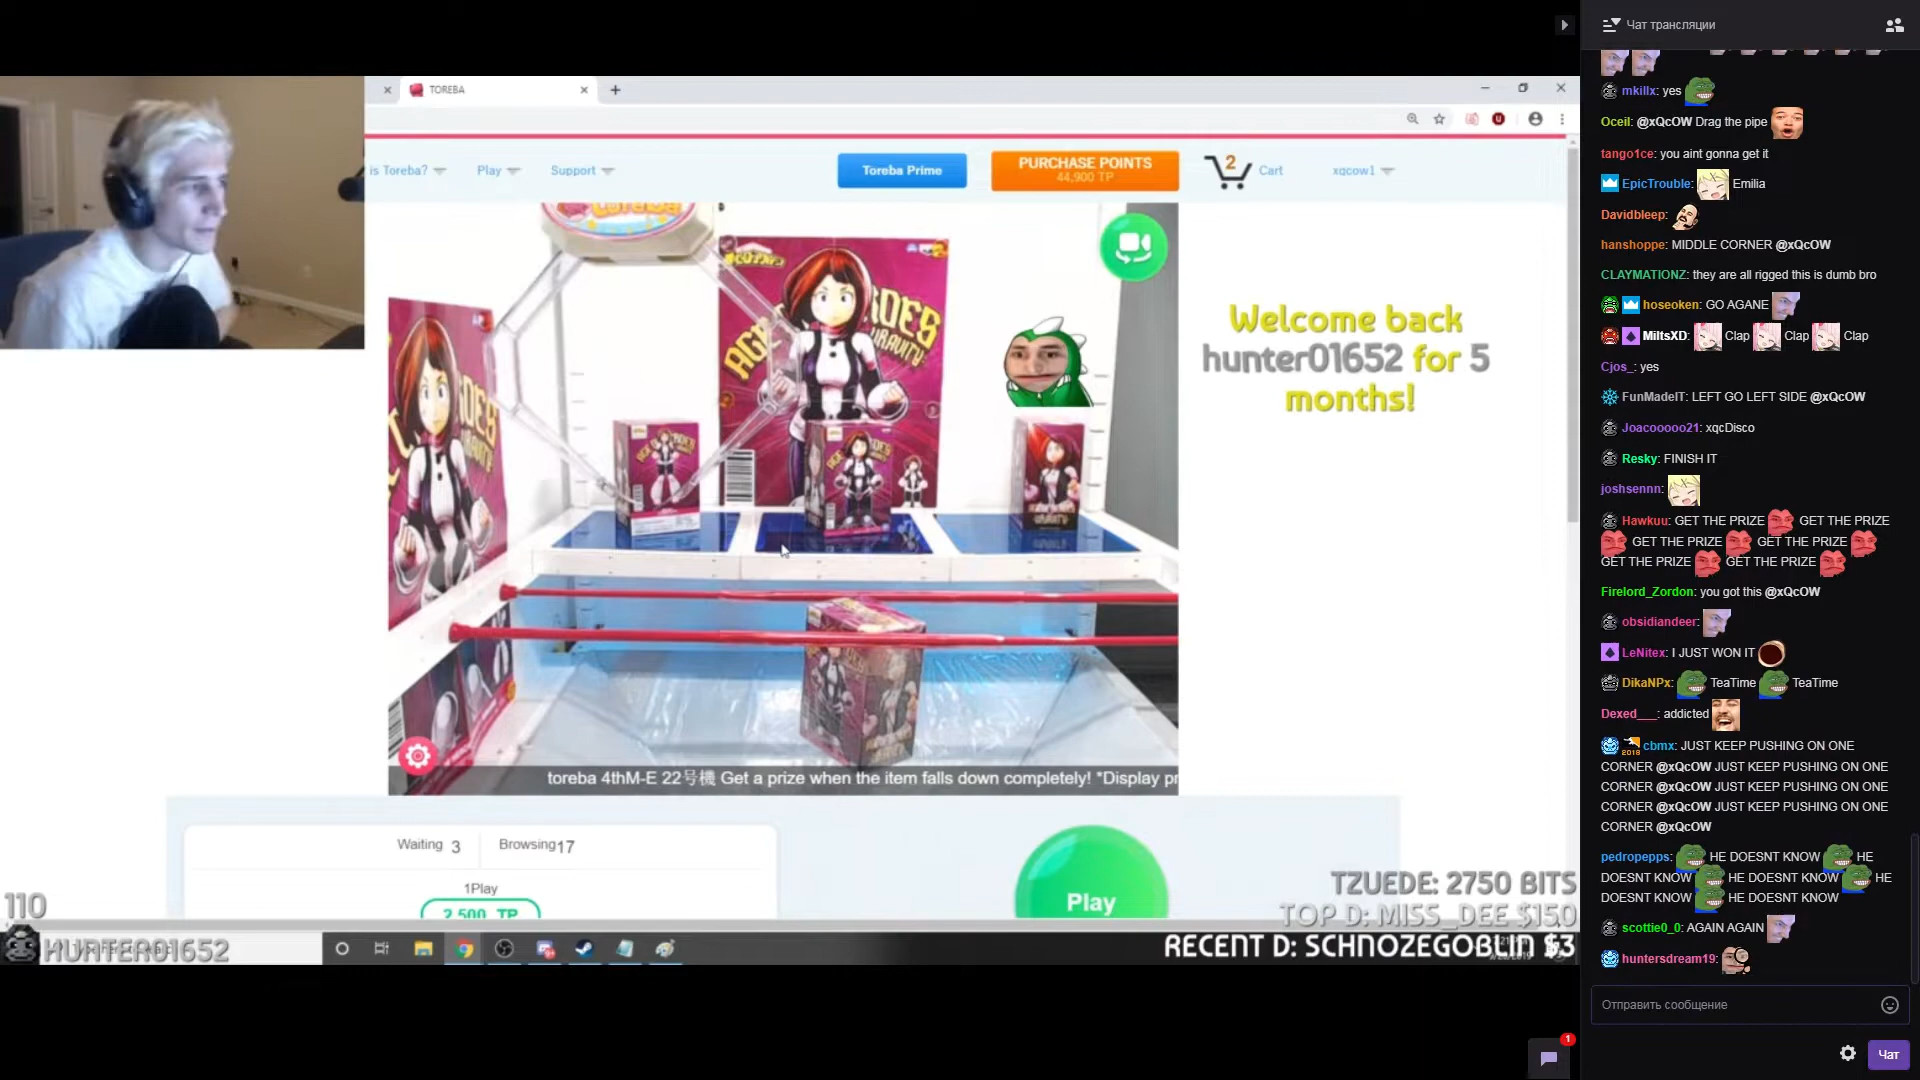 TOREBA
is Toreba?
Play
Support
Toreba Prime
PURCHASE POINTS
44,900 TP
2
Cart
xqcow1
Welcome back
hunter01652 for 5
months!
toreba 4thM-E 22号機 Get a prize when the item falls down completely! *Display pr
Waiting 3
Browsing17
1Play
2,500 TP
Play
110
HUNTER01652
TZUEDE: 2750 BITS
TOP D: MISS_DEE $150
RECENT D: SCHNOZEGOBLIN $3
Чат трансляции
mkillx: yes
Oceil: @xQcOW Drag the pipe
tango1ce: you aint gonna get it
EpicTrouble: Emilia
Davidbleep:
hanshoppe: MIDDLE CORNER @xQcOW
CLAYMATIONZ: they are all rigged this is dumb bro
hoseoken: GO AGANE
MiltsXD: Clap Clap Clap
Cjos_: yes
FunMadeIT: LEFT GO LEFT SIDE @xQcOW
Joacooooo21: xqcDisco
Resky: FINISH IT
joshsennn:
Hawkuu: GET THE PRIZE GET THE PRIZE
GET THE PRIZE GET THE PRIZE
GET THE PRIZE GET THE PRIZE
Firelord_Zordon: you got this @xQcOW
obsidiandeer:
LeNitex: I JUST WON IT
DikaNPx: TeaTime TeaTime
Dexed___: addicted
2018 cbmx: JUST KEEP PUSHING ON ONE
CORNER @xQcOW JUST KEEP PUSHING ON ONE
CORNER @xQcOW JUST KEEP PUSHING ON ONE
CORNER @xQcOW JUST KEEP PUSHING ON ONE
CORNER @xQcOW
pedropepps: HE DOESNT KNOW HE
DOESNT KNOW HE DOESNT KNOW HE
DOESNT KNOW HE DOESNT KNOW
scottie0_0: AGAIN AGAIN
huntersdream19:
Отправить сообщение
1
Чат